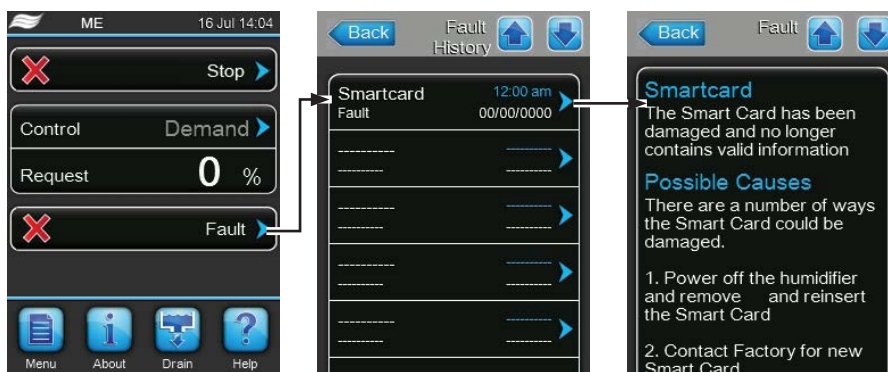 ME 16 Jul 14:04
Stop
Control Demand
Request 0 %
Fault
Menu About Drain Help
Back Fault
History
Smartcard 12:00 am
Fault 00/00/0000
---------- ----------
---------- ----------
---------- ----------
---------- ----------
---------- ----------
---------- ----------
---------- ----------
---------- ----------
Back Fault
Smartcard
The Smart Card has been
damaged and no longer
contains valid information
Possible Causes
There are a number of ways
the Smart Card could be
damaged.
1. Power off the humidifier
and remove and reinsert
the Smart Card
2. Contact Factory for new
Smart Card